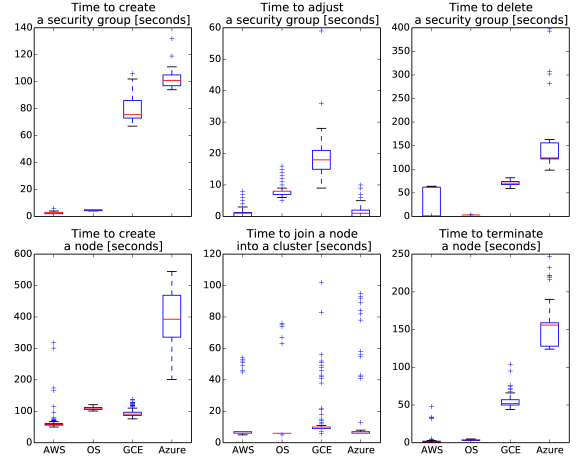 Time to create
a security group [seconds]
Time to adjust
a security group [seconds]
Time to delete
a security group [seconds]
140
120
100
80
60
40
20
0
60
50
40
30
20
10
0
400
350
300
250
200
150
100
50
0
Time to create
a node [seconds]
Time to join a node
into a cluster [seconds]
Time to terminate
a node [seconds]
600
500
400
300
200
100
0
120
100
80
60
40
20
0
250
200
150
100
50
0
AWS OS GCE Azure
AWS OS GCE Azure
AWS OS GCE Azure